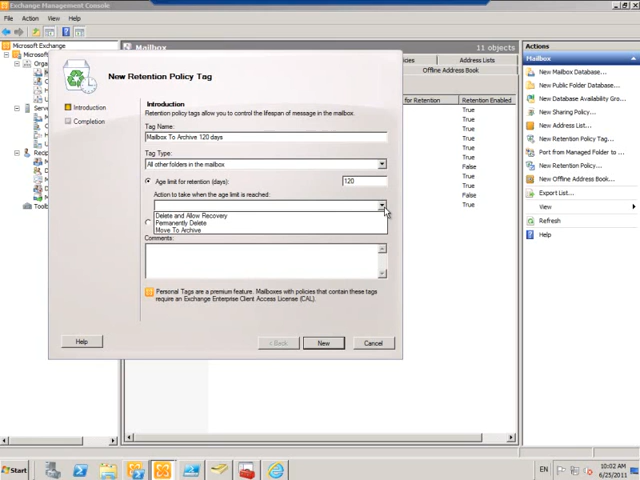 Exchange Management Console
File Action View Help
Microsoft Exchange
Mailbox
11 objects
Address Lists
Offline Address Book
for Retention
Retention Enabled
True
True
True
True
True
True
False
True
True
False
True
True
New Retention Policy Tag
Introduction
Completion
Introduction
Retention policy tags allow you to control the lifespan of message in the mailbox.
Tag Name:
Mailbox To Archive 120 days
Tag Type:
All other folders in the mailbox
Age limit for retention (days):
120
Action to take when the age limit is reached:
Delete and Allow Recovery
Permanently Delete
Move To Archive
Comments:
Personal Tags are a premium feature. Mailboxes with policies that contain these tags
require an Exchange Enterprise Client Access License (CAL).
Help
< Back
New
Cancel
Actions
Mailbox
New Mailbox Database...
New Public Folder Database...
New Database Availability Gro...
New Sharing Policy...
New Address List...
New Retention Policy Tag...
Port from Managed Folder to ...
New Retention Policy...
New Offline Address Book...
Export List...
View
Refresh
Help
Start
EN
10:02 AM
6/25/2011